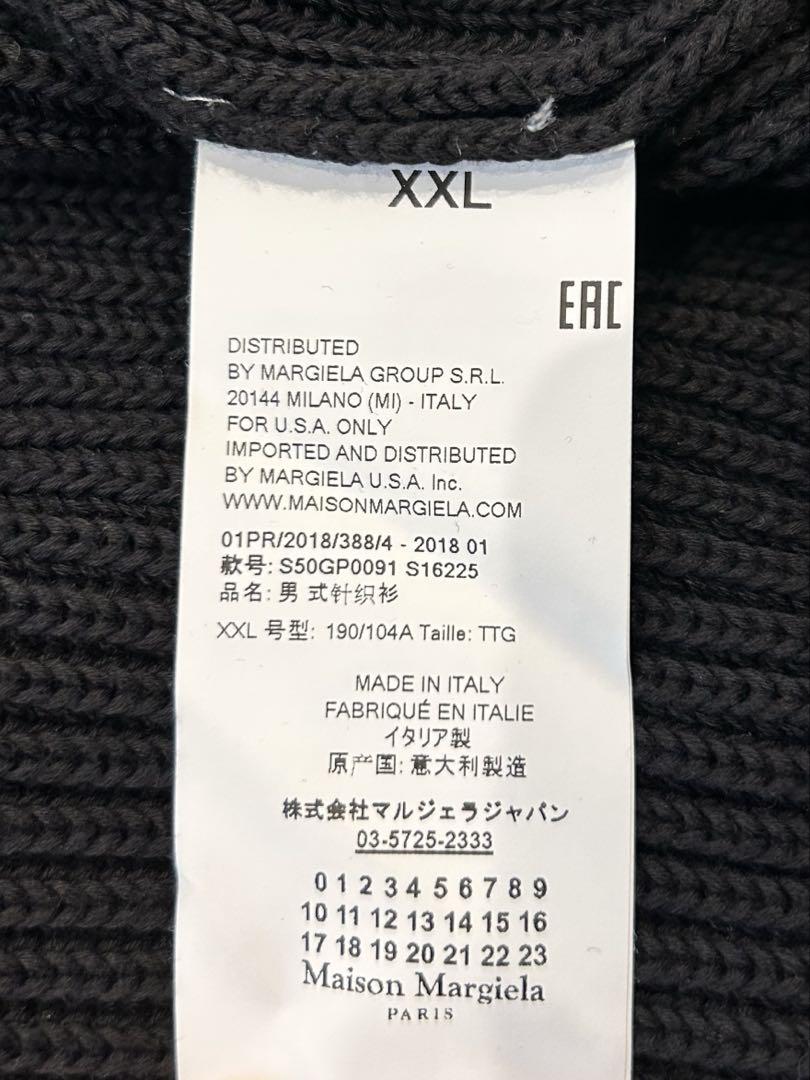 XXL
EAC
DISTRIBUTED
BY MARGIELA GROUP S.R.L.
20144 MILANO (MI) - ITALY
FOR U.S.A. ONLY
IMPORTED AND DISTRIBUTED
BY MARGIELA U.S.A. Inc.
WWW.MAISONMARGIELA.COM
01PR/2018/388/4 - 2018 01
款号: S50GP0091 S16225
品名: 男 式针织衫
XXL 号型: 190/104A Taille: TTG
MADE IN ITALY
FABRIQUÉ EN ITALIE
イタリア製
原产国: 意大利製造
株式会社マルジェラジャパン
03-5725-2333
0 1 2 3 4 5 6 7 8 9
10 11 12 13 14 15 16
17 18 19 20 21 22 23
Maison Margiela
PARIS